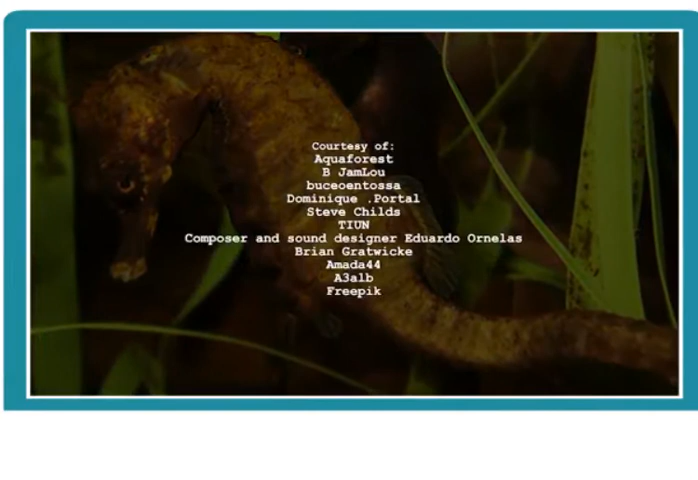 Courtesy of:
Aquaforest
B JamLou
buceoentossa
Dominique .Portal
Steve Childs
TIUN
Composer and sound designer Eduardo Ornelas
Brian Gratwicke
Amada44
A3alb
Freepik